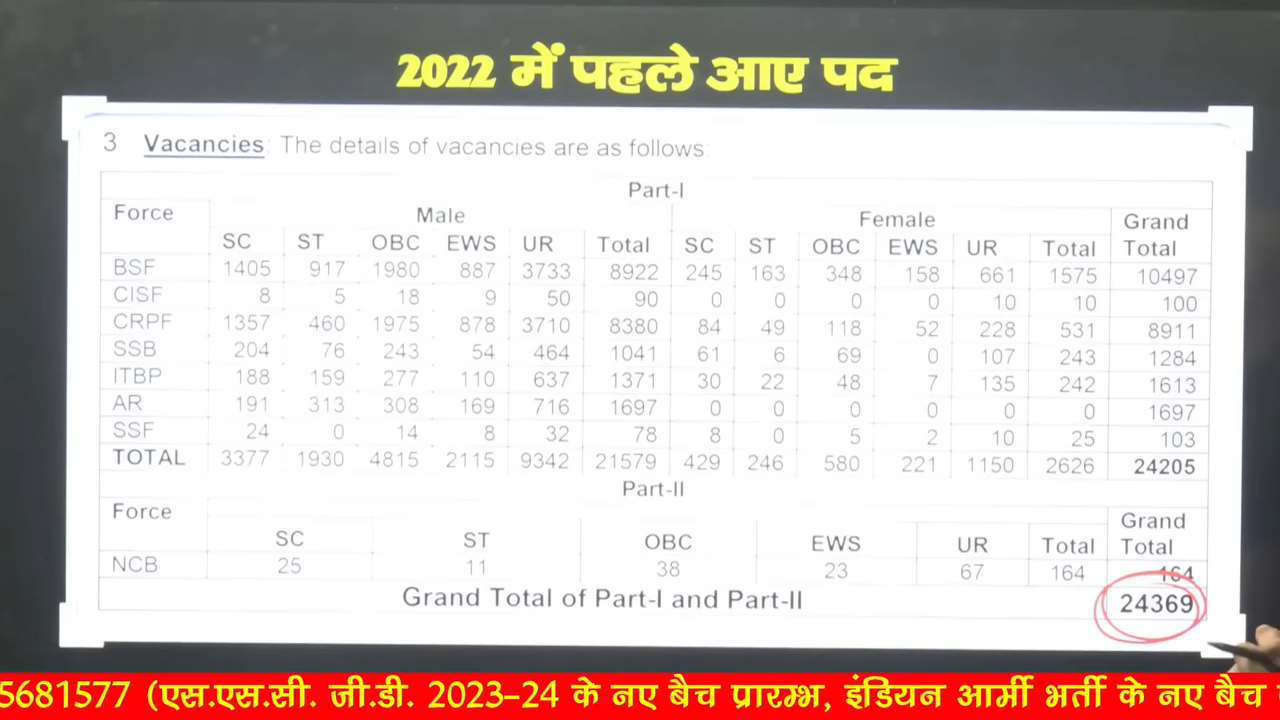 2022 में पहले आए पद
3 Vacancies: The details of vacancies are as follows:
Part-I
Force Male Female Grand Total
SC ST OBC EWS UR Total SC ST OBC EWS UR Total
BSF 1405 917 1980 887 3733 8922 245 163 348 158 661 1575 10497
CISF 8 5 18 9 50 90 0 0 0 0 10 10 100
CRPF 1357 460 1975 878 3710 8380 84 49 118 52 228 531 8911
SSB 204 76 243 54 464 1041 61 6 69 0 107 243 1284
ITBP 188 159 277 110 637 1371 30 22 48 7 135 242 1613
AR 191 313 308 169 716 1697 0 0 0 0 0 0 1697
SSF 24 0 14 8 32 78 8 0 5 2 10 25 103
TOTAL 3377 1930 4815 2115 9342 21579 429 246 580 221 1150 2626 24205
Part-II
Force Grand Total
SC ST OBC EWS UR Total
NCB 25 11 38 23 67 164 164
Grand Total of Part-I and Part-II 24369
5681577 (एस.एस.सी. जी.डी. 2023-24 के नए बैच प्रारम्भ, इंडियन आर्मी भर्ती के नए बैच